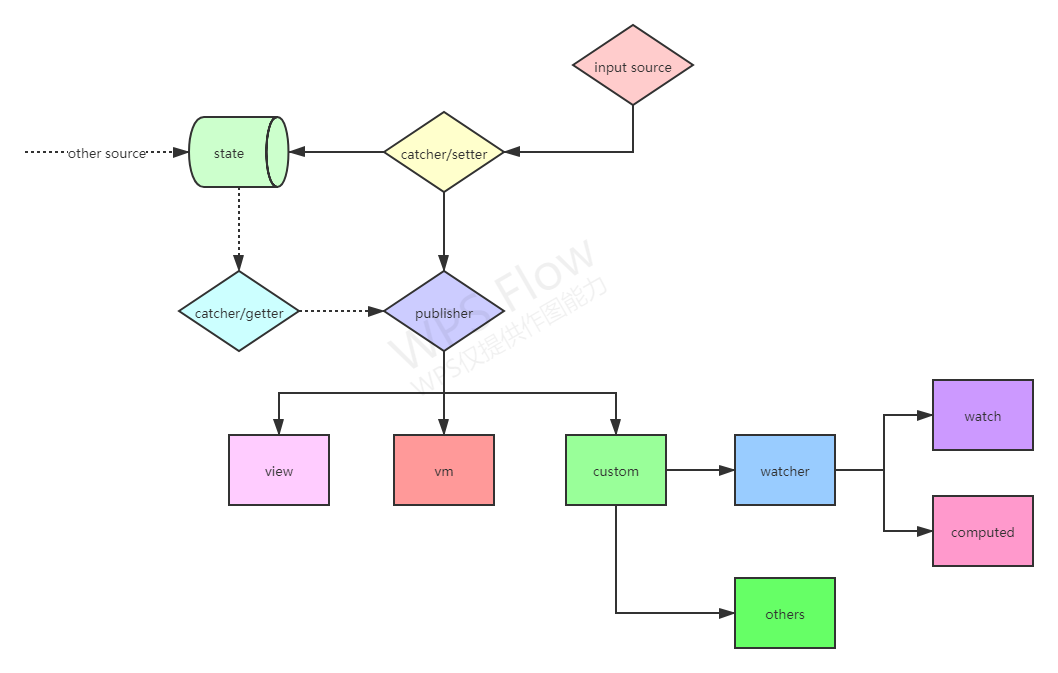 input source
other source
state
catcher/setter
catcher/getter
publisher
WPS Flow
WPS仅提供作图能力
view
vm
custom
watcher
watch
computed
others